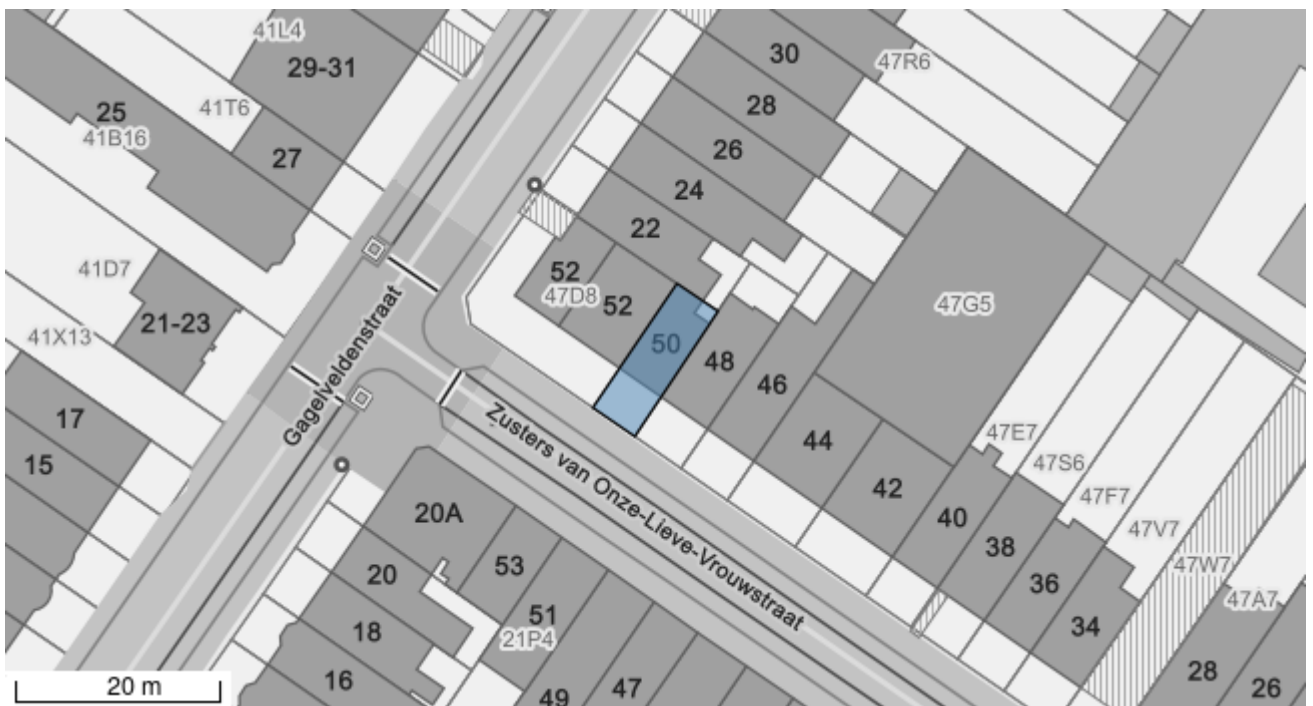 41L4
29-31
30
47R6
28
25
41T6
41B16
26
27
24
22
41D7
52
47D8
52
47G5
21-23
50
41X13
48
46
Gagelveldenstraat
Zusters van Onze-Lieve-Vrouwstraat
17
44
47E7
15
42
47S6
47F7
20A
40
47V7
38
53
47W7
20
36
47A7
51
18
34
21P4
28
16
49
47
26
20 m